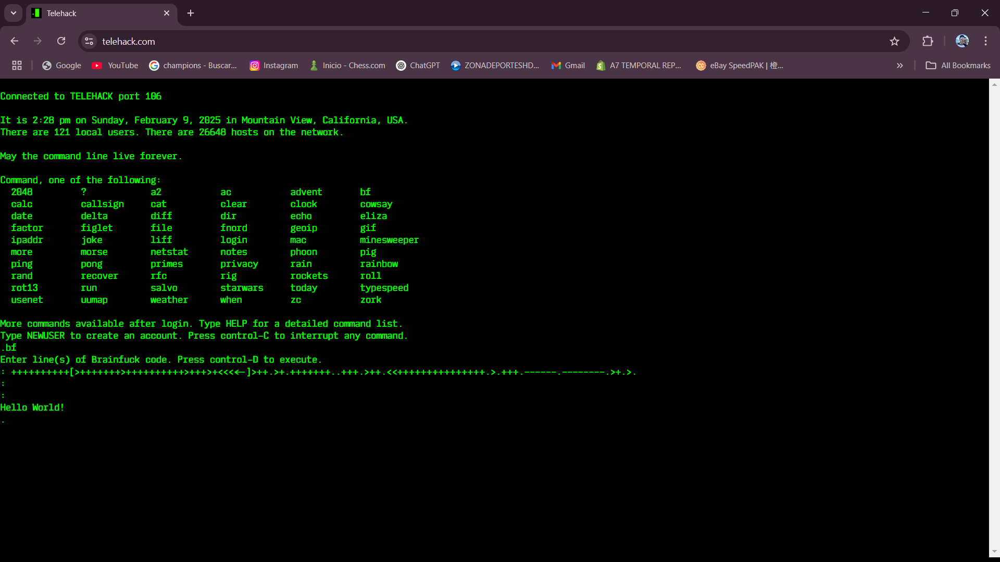 Telehack
telehack.com
Google YouTube champions - Buscar... Instagram Inicio - Chess.com ChatGPT ZONADEPORTESHD... Gmail A7 TEMPORAL REP... eBay SpeedPAK | 橙... » All Bookmarks
Connected to TELEHACK port 106
It is 2:28 pm on Sunday, February 9, 2025 in Mountain View, California, USA.
There are 121 local users. There are 26648 hosts on the network.
May the command line live forever.
Command, one of the following:
2048 ? a2 ac advent bf
calc callsign cat clear clock cowsay
date delta diff dir echo eliza
factor figlet file fnord geoip gif
ipaddr joke liff login mac minesweeper
more morse netstat notes phoon pig
ping pong primes privacy rain rainbow
rand recover rfc rig rockets roll
rot13 run salvo starwars today typespeed
usenet uumap weather when zc zork
More commands available after login. Type HELP for a detailed command list.
Type NEWUSER to create an account. Press control-C to interrupt any command.
.bf
Enter line(s) of Brainfuck code. Press control-D to execute.
: ++++++++++[>+++++++>++++++++++>+++>+<<<<-]>++.>+.+++++++..+++.>++.<<+++++++++++++++.>.+++.------.--------.>+.>.
:
:
Hello World!
.